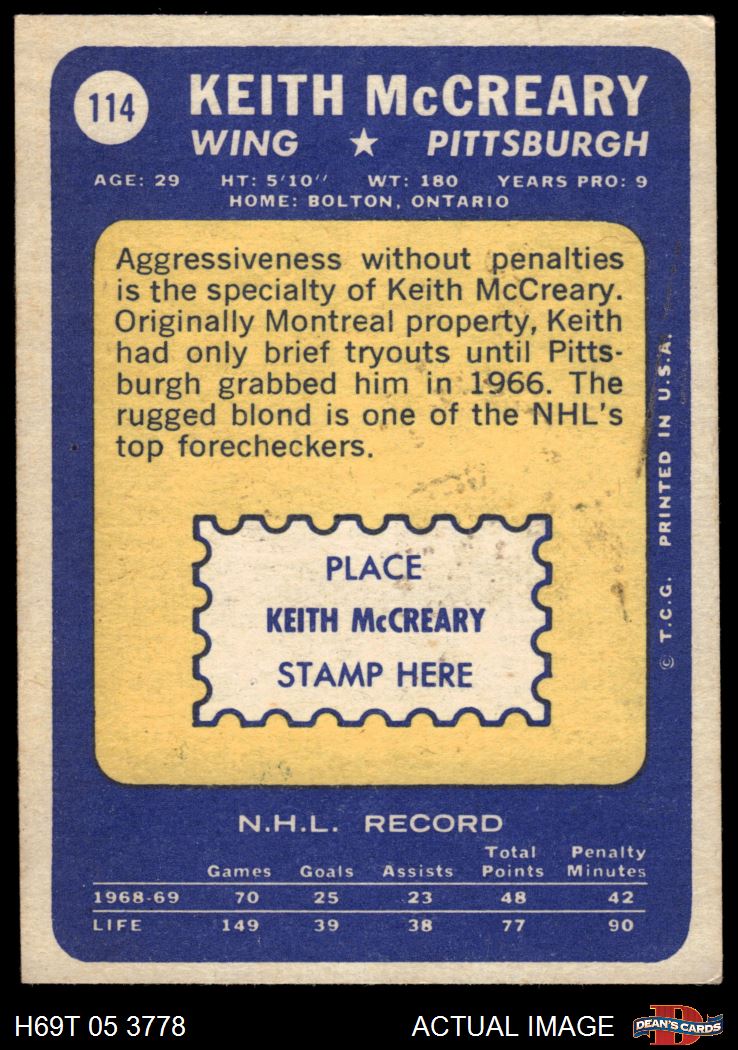 114
KEITH McCREARY
WING ★ PITTSBURGH
AGE: 29 HT: 5'10'' WT: 180 YEARS PRO: 9
HOME: BOLTON, ONTARIO
Aggressiveness without penalties
is the specialty of Keith McCreary.
Originally Montreal property, Keith
had only brief tryouts until Pitts-
burgh grabbed him in 1966. The
rugged blond is one of the NHL's
top forecheckers.
PLACE
KEITH McCREARY
STAMP HERE
© T.C.G. PRINTED IN U.S.A.
N.H.L. RECORD
Games Goals Assists Total Points Penalty Minutes
1968-69 70 25 23 48 42
LIFE 149 39 38 77 90
H69T 05 3778 ACTUAL IMAGE
D
DEAN'S CARDS